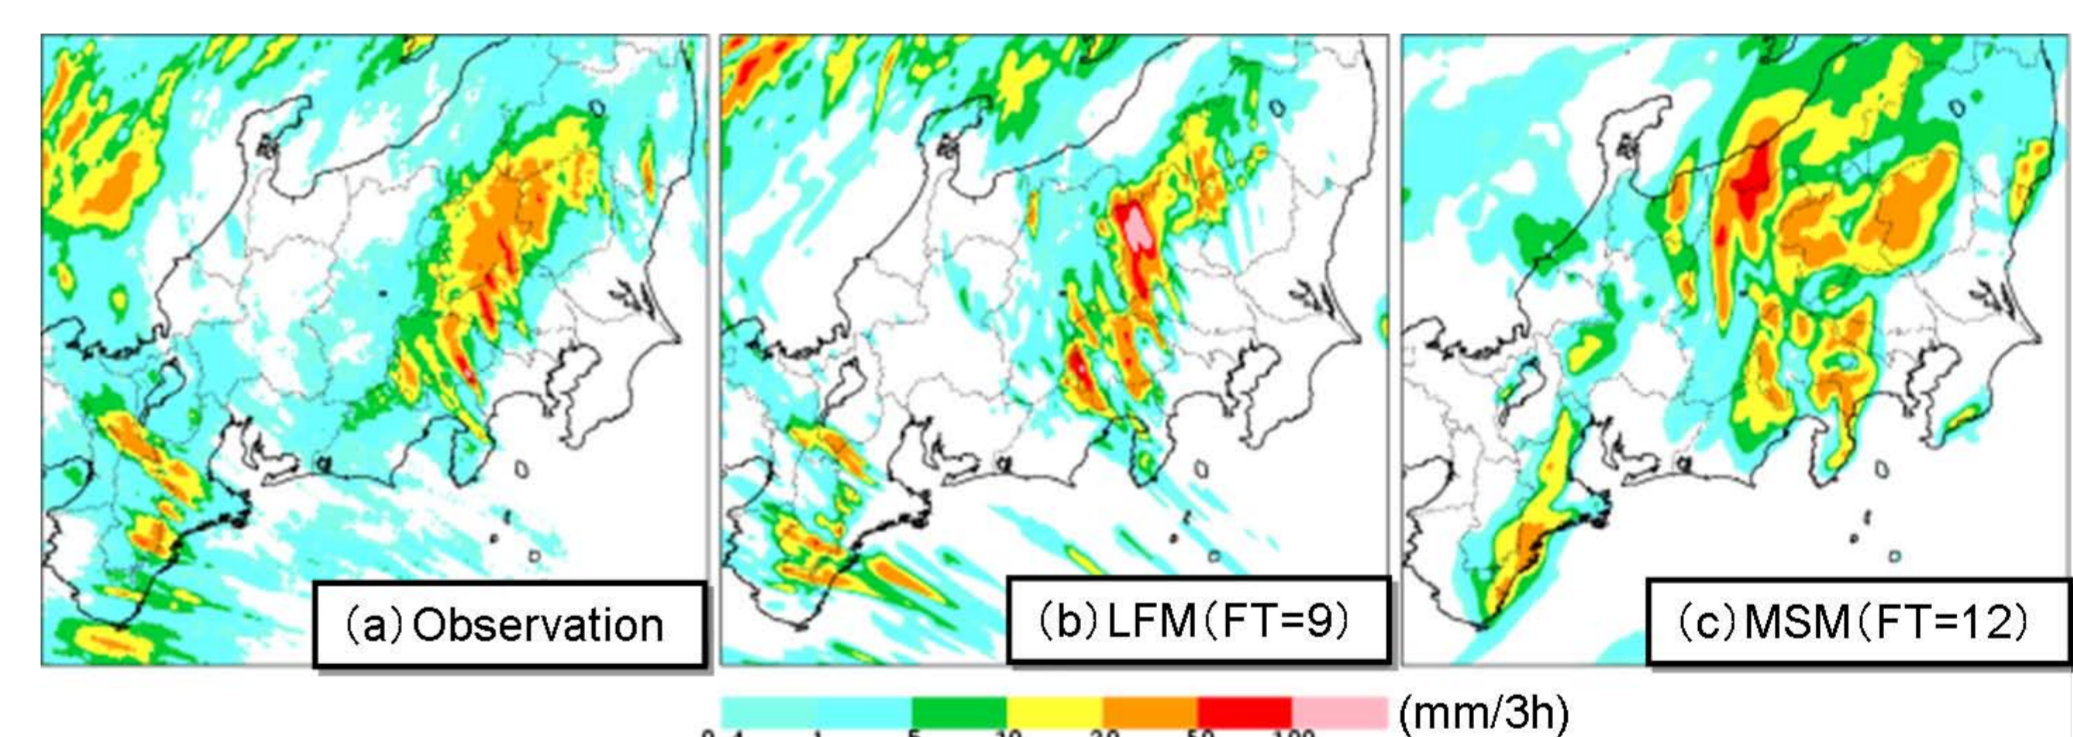 (a) Observation
(b) LFM(FT=9)
(c) MSM(FT=12)
(mm/3h)